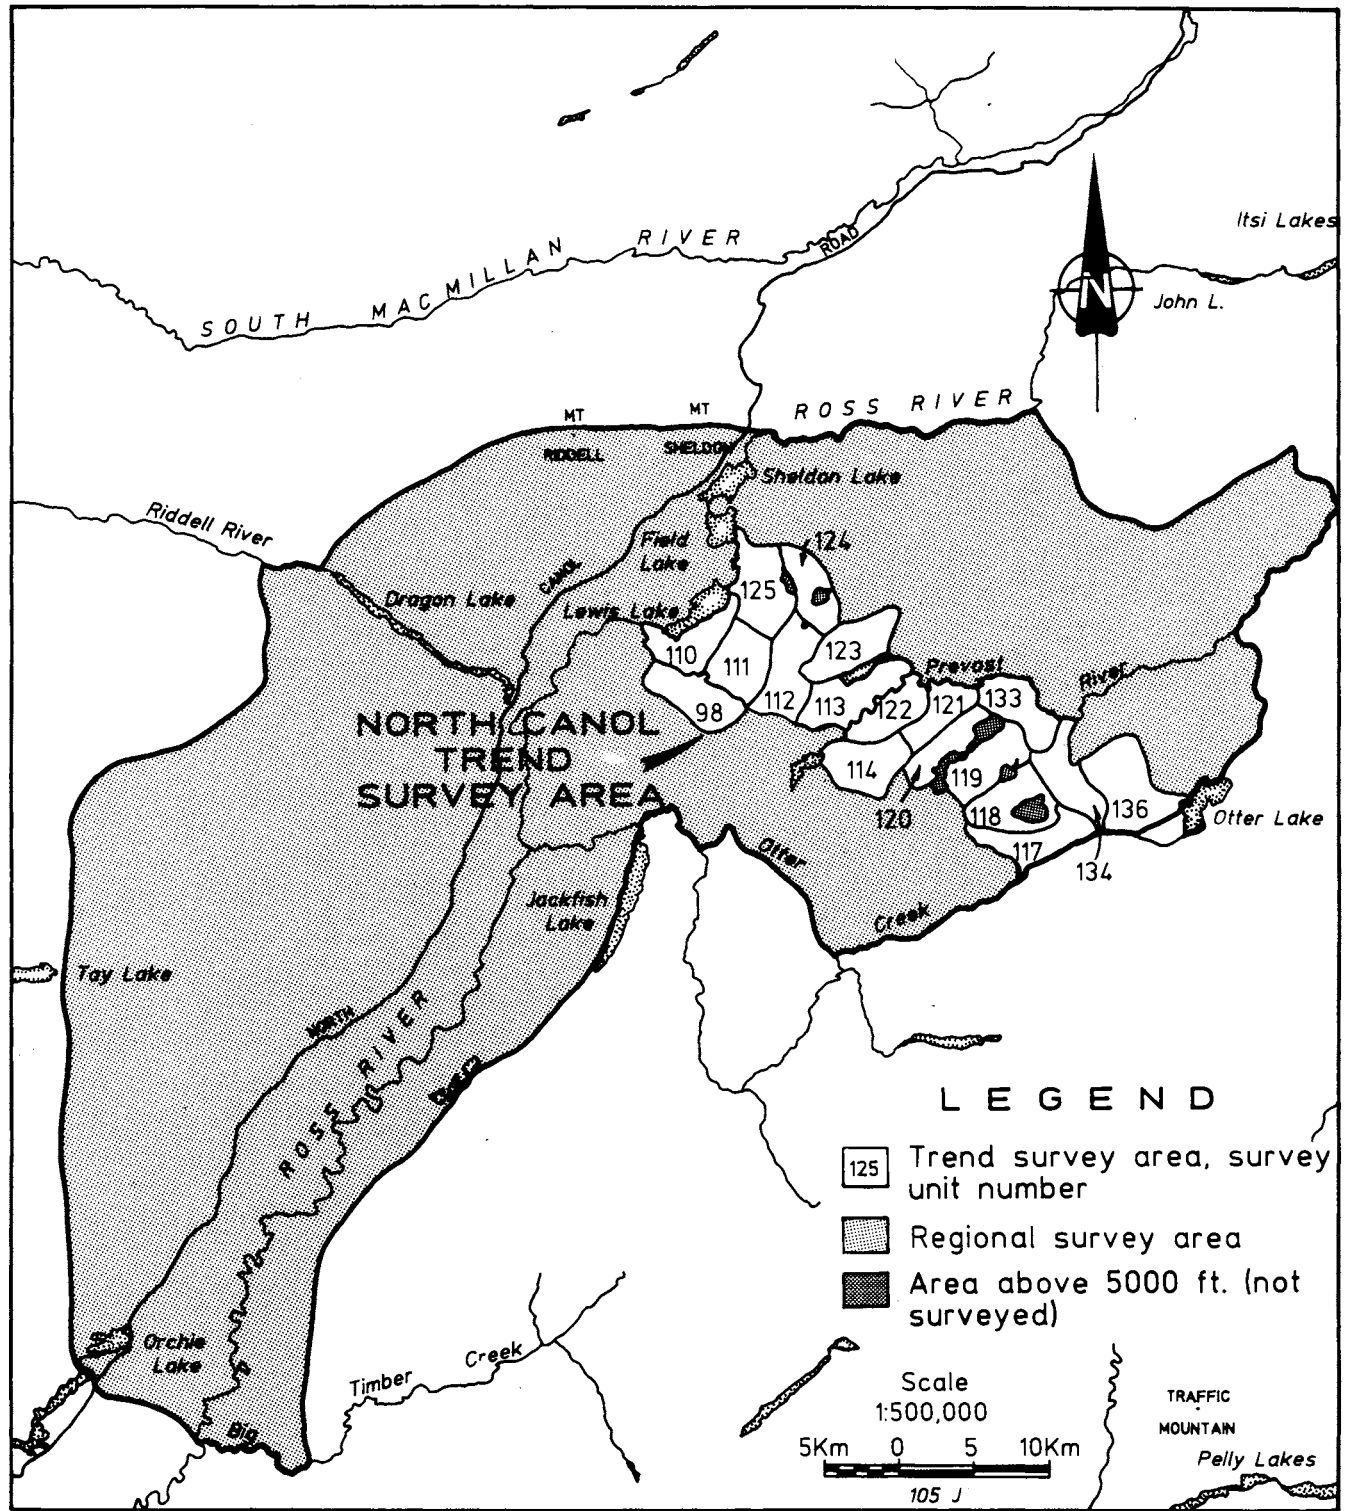 Itsi Lakes
SOUTH MACMILLAN RIVER
ROAD
N
John L.
MT
RIDDELL
MT
SHELDON
ROSS RIVER
Sheldon Lake
Riddell River
Field
Lake
124
CANOL
125
Dragon Lake
Lewis Lake
110
111
123
Prevost
River
98
112
113
122
121
133
NORTH CANOL
TREND
SURVEY AREA
114
119
120
118
136
Otter Lake
117
134
Otter
Creek
Jackfish
Lake
Tay Lake
NORTH
ROSS RIVER
LEGEND
125
Trend survey area, survey
unit number
Regional survey area
Area above 5000 ft. (not
surveyed)
Orchie
Lake
Timber Creek
Big
Scale
1:500,000
5Km 0 5 10Km
105 J
TRAFFIC
MOUNTAIN
Pelly Lakes